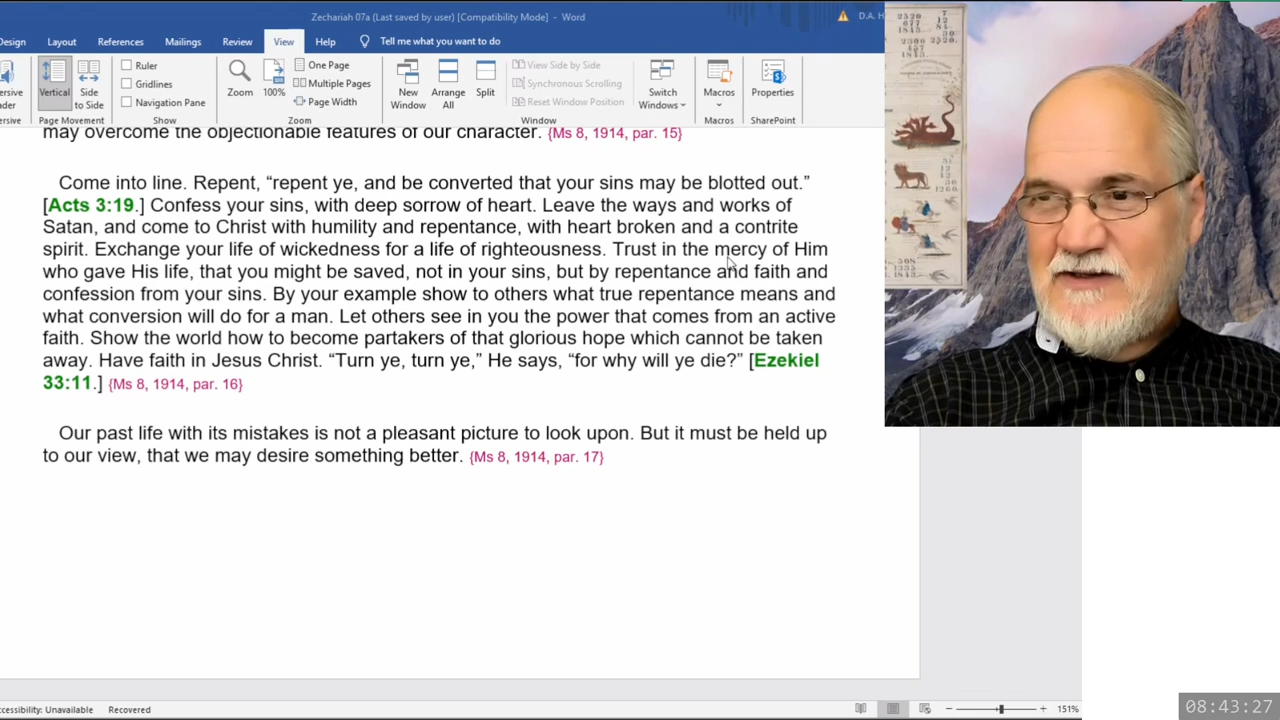 Zechariah 07a (Last saved by user) [Compatibility Mode] - Word
D.A. H
Design Layout References Mailings Review View Help Tell me what you want to do
Ruler
Gridlines
Navigation Pane
Vertical
Side
to Side
Page Movement
Show
Zoom
100%
One Page
Multiple Pages
Page Width
Zoom
New
Window
Arrange
All
Split
View Side by Side
Synchronous Scrolling
Reset Window Position
Window
Switch
Windows
Macros
Macros
Properties
SharePoint
may overcome the objectionable features of our character. {Ms 8, 1914, par. 15}
Come into line. Repent, “repent ye, and be converted that your sins may be blotted out.”
[Acts 3:19.] Confess your sins, with deep sorrow of heart. Leave the ways and works of
Satan, and come to Christ with humility and repentance, with heart broken and a contrite
spirit. Exchange your life of wickedness for a life of righteousness. Trust in the mercy of Him
who gave His life, that you might be saved, not in your sins, but by repentance and faith and
confession from your sins. By your example show to others what true repentance means and
what conversion will do for a man. Let others see in you the power that comes from an active
faith. Show the world how to become partakers of that glorious hope which cannot be taken
away. Have faith in Jesus Christ. “Turn ye, turn ye,” He says, “for why will ye die?” [Ezekiel
33:11.] {Ms 8, 1914, par. 16}
Our past life with its mistakes is not a pleasant picture to look upon. But it must be held up
to our view, that we may desire something better. {Ms 8, 1914, par. 17}
ccessibility: Unavailable Recovered
151%
2520
677
1843
2300
457
1843
1260
508
1335
1843
08:43:27